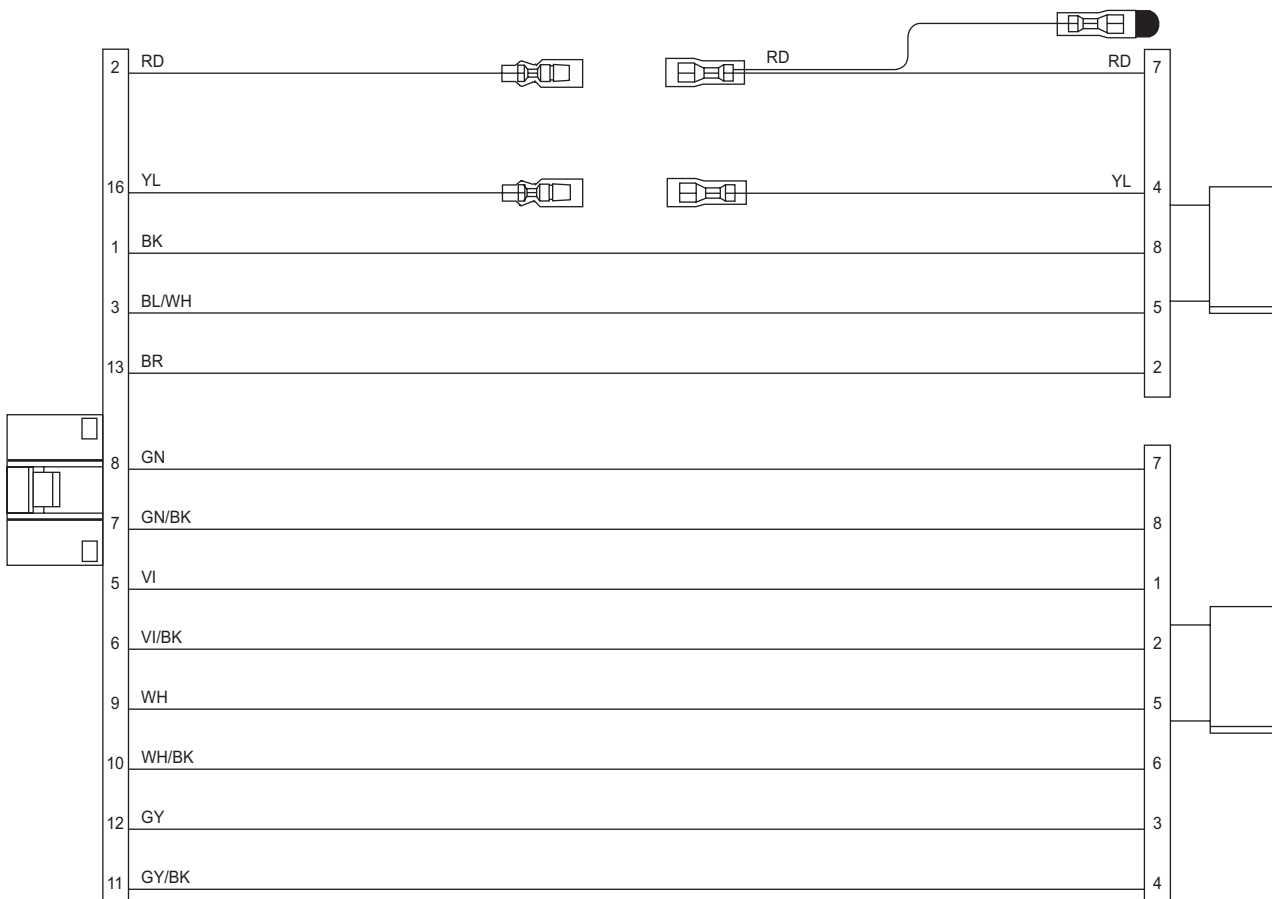 RD
2 RD RD 7
16 YL YL 4
1 BK 8
3 BL/WH 5
13 BR 2
8 GN 7
7 GN/BK 8
5 VI 1
6 VI/BK 2
9 WH 5
10 WH/BK 6
12 GY 3
11 GY/BK 4